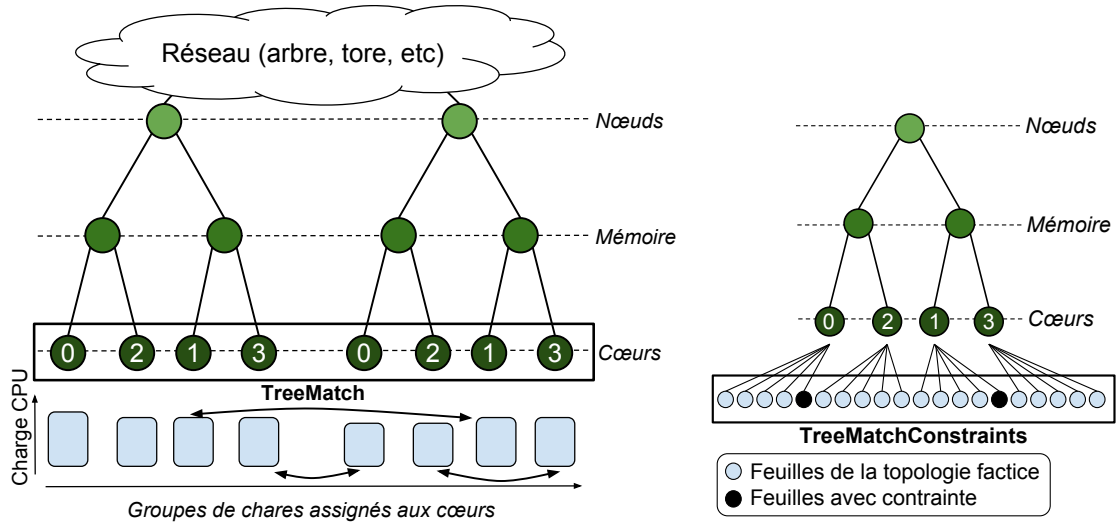 Réseau (arbre, tore, etc)
Nœuds
Mémoire
0 2 1 3 0 2 1 3
Cœurs
TreeMatch
Charge CPU
Groupes de chares assignés aux cœurs
Nœuds
Mémoire
0 2 1 3
Cœurs
TreeMatchConstraints
Feuilles de la topologie factice
Feuilles avec contrainte